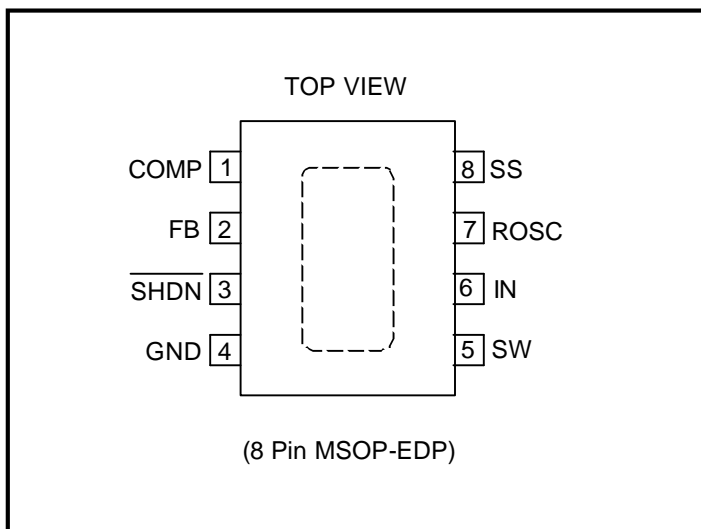 TOP VIEW
COMP 1 8 SS
FB 2 7 ROSC
SHDN 3 6 IN
GND 4 5 SW
(8 Pin MSOP-EDP)